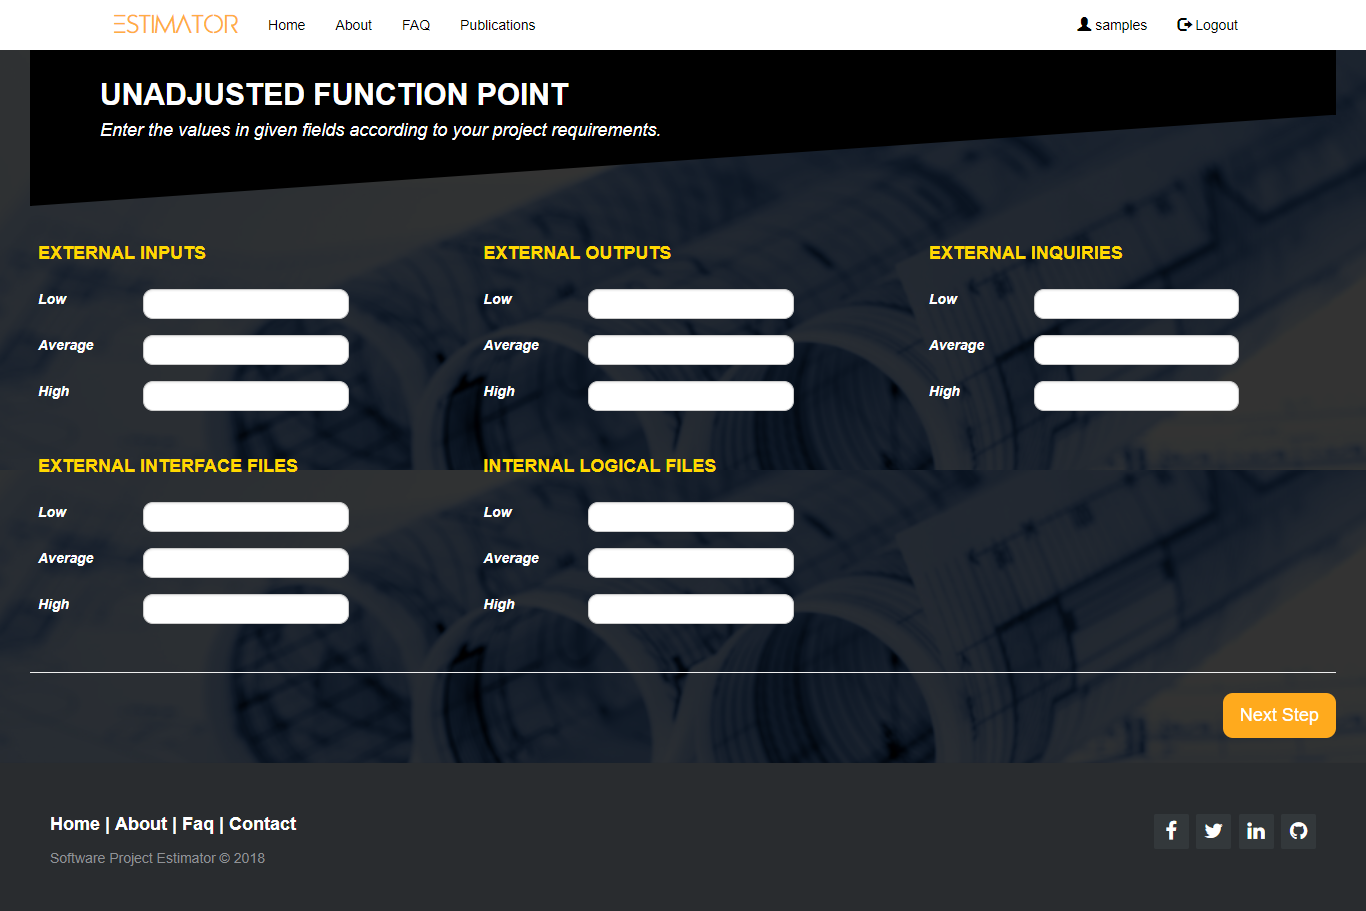 ESTIMATOR Home About FAQ Publications samples Logout
UNADJUSTED FUNCTION POINT
Enter the values in given fields according to your project requirements.
EXTERNAL INPUTS
Low
Average
High
EXTERNAL OUTPUTS
Low
Average
High
EXTERNAL INQUIRIES
Low
Average
High
EXTERNAL INTERFACE FILES
Low
Average
High
INTERNAL LOGICAL FILES
Low
Average
High
Next Step
Home | About | Faq | Contact
Software Project Estimator © 2018